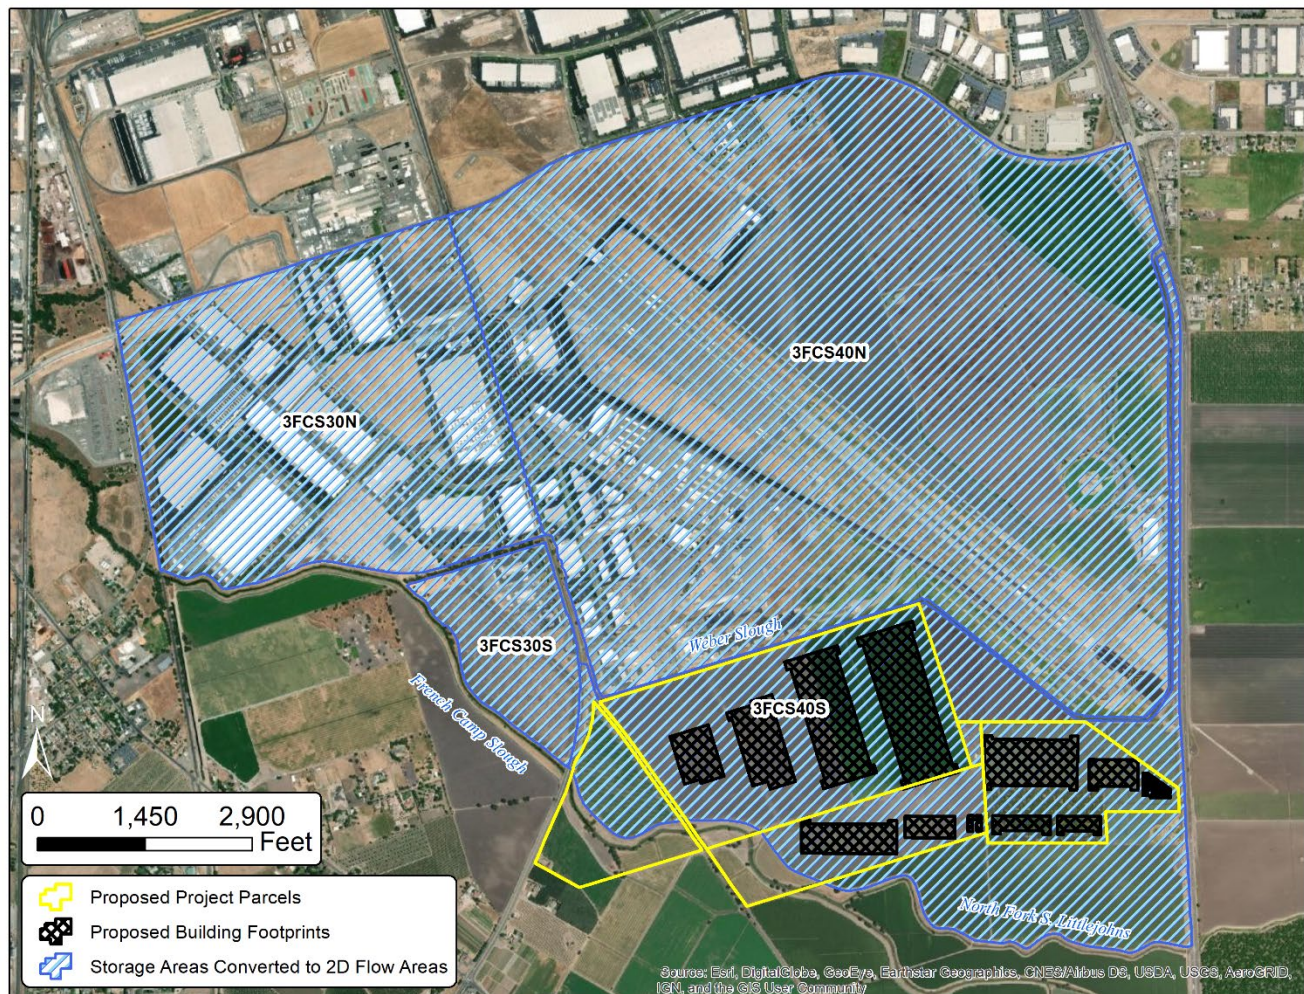 3FCS40N
3FCS30N
3FCS30S
Weber Slough
3FCS40S
French Camp Slough
North Fork S. Littlejohns
N
0 1,450 2,900
Feet
Proposed Project Parcels
Proposed Building Footprints
Storage Areas Converted to 2D Flow Areas
Source: Esri, DigitalGlobe, GeoEye, Earthstar Geographics, CNES/Airbus DS, USDA, USGS, AeroGRID,
IGN, and the GIS User Community